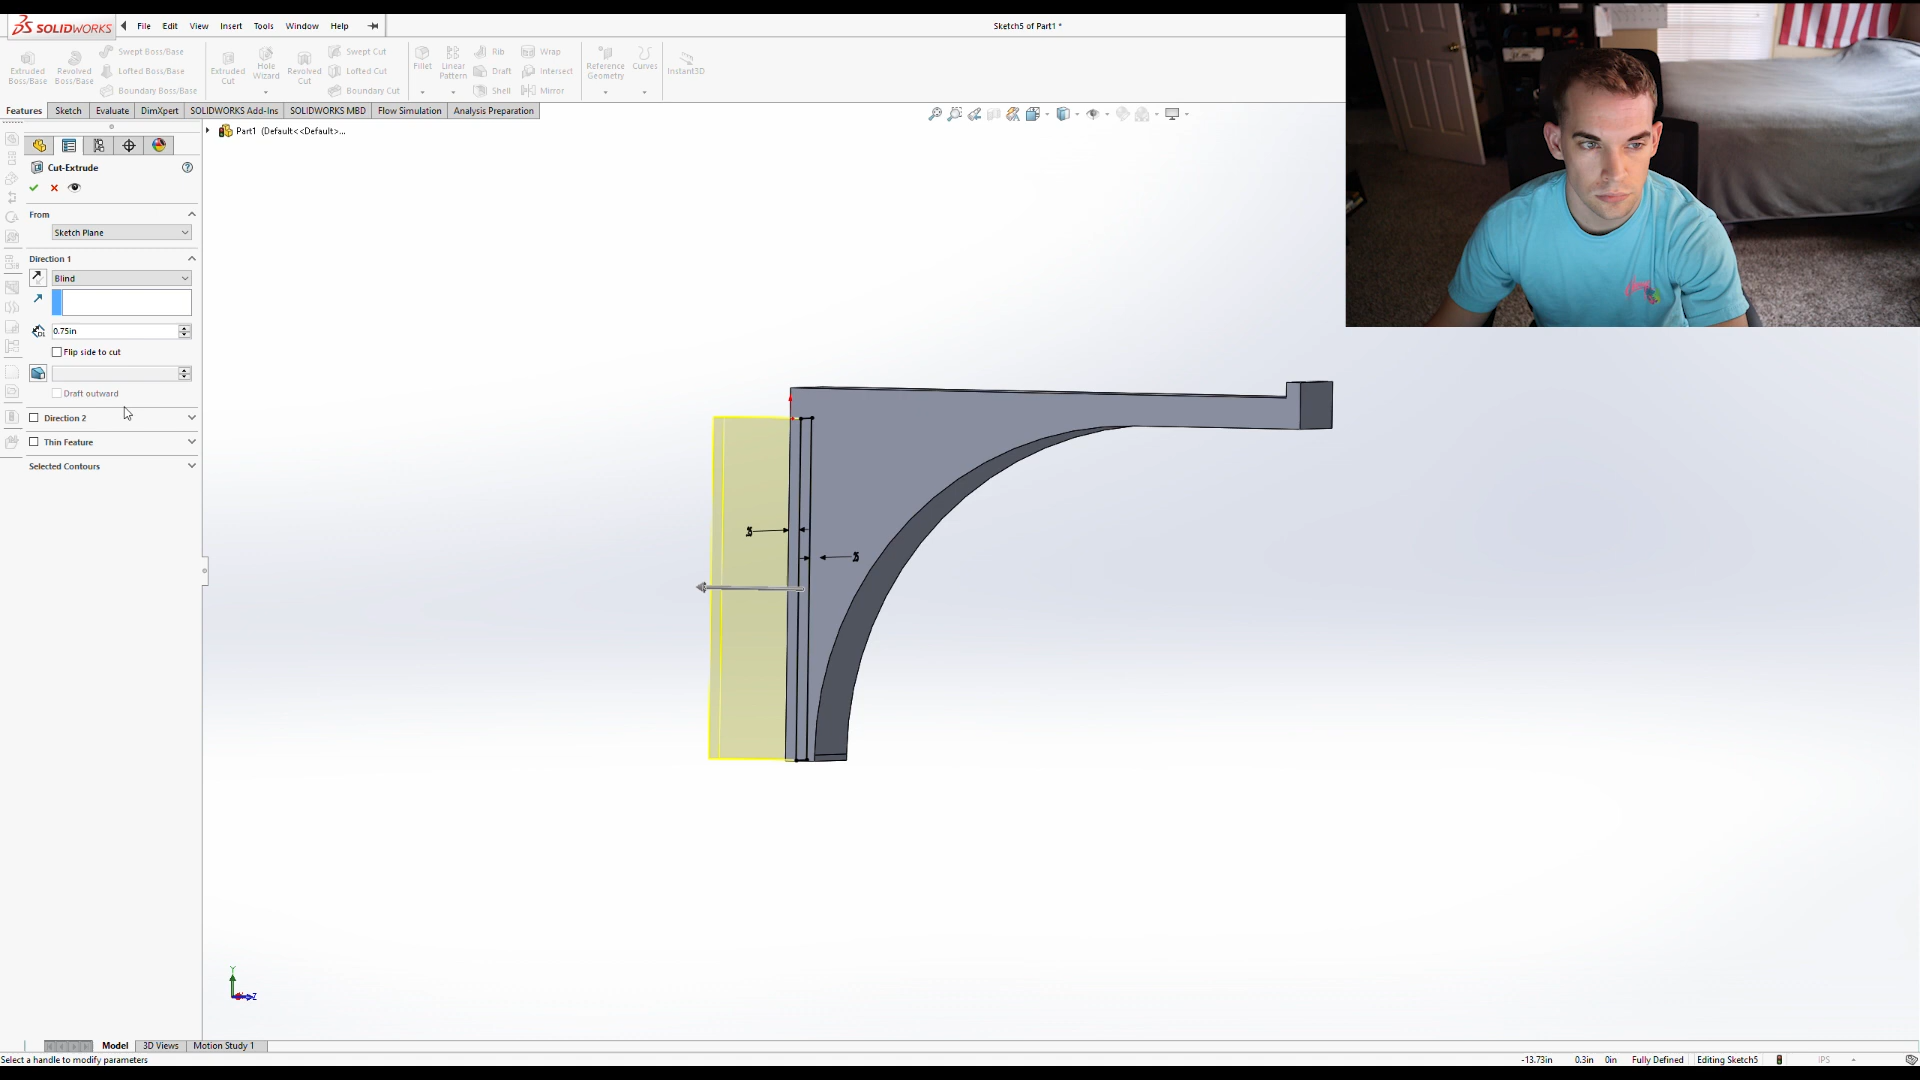 SOLIDWORKS
File Edit View Insert Tools Window Help
Sketch5 of Part1 *
Extruded Boss/Base
Revolved Boss/Base
Swept Boss/Base
Lofted Boss/Base
Boundary Boss/Base
Extruded Cut
Hole Wizard
Revolved Cut
Swept Cut
Lofted Cut
Boundary Cut
Fillet
Linear Pattern
Rib
Draft
Shell
Wrap
Intersect
Mirror
Reference Geometry
Curves
Instant3D
Features Sketch Evaluate DimXpert SOLIDWORKS Add-Ins SOLIDWORKS MBD Flow Simulation Analysis Preparation
Part1 (Default<<Default>...
Cut-Extrude
From
Sketch Plane
Direction 1
Blind
0.75in
Flip side to cut
Draft outward
Direction 2
Thin Feature
Selected Contours
Y
Z
Model 3D Views Motion Study 1
Select a handle to modify parameters
-13.73in 0.3in 0in Fully Defined Editing Sketch5 IPS